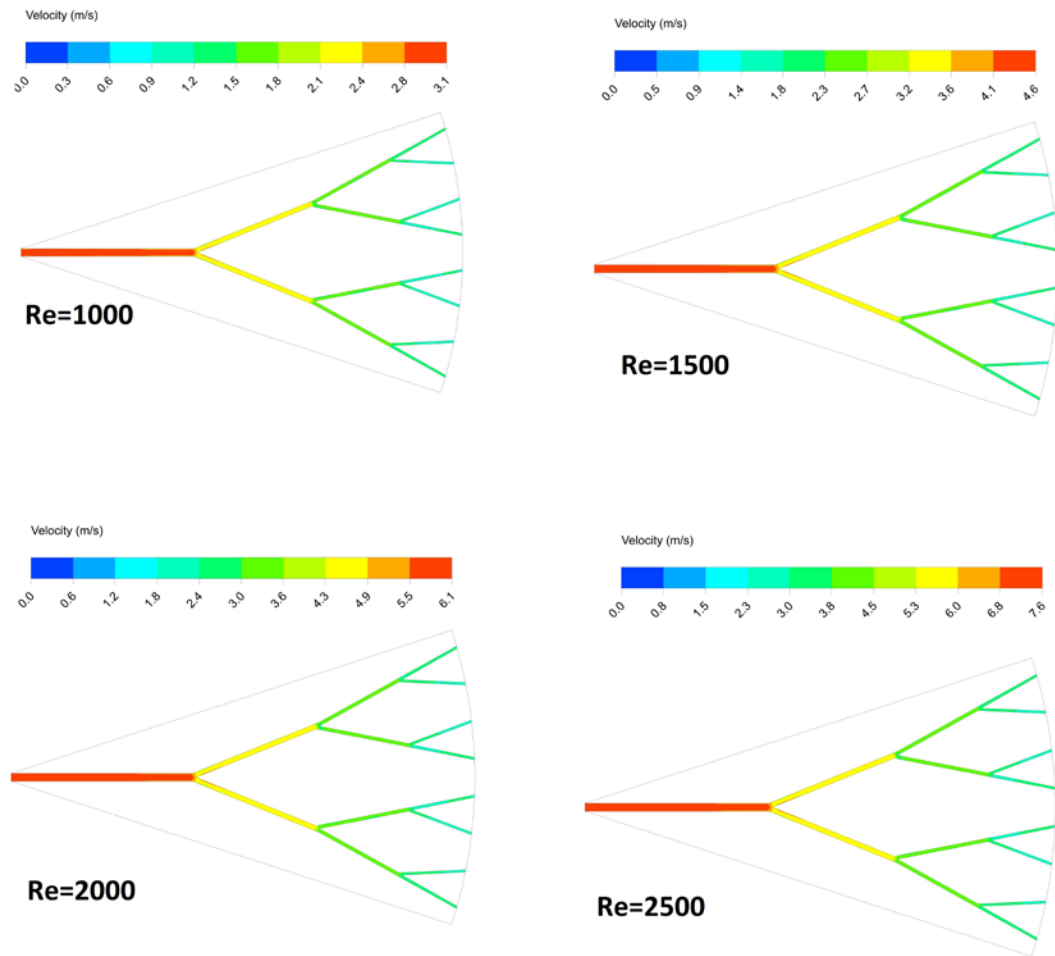 Velocity (m/s)
0.0 0.3 0.6 0.9 1.2 1.5 1.8 2.1 2.4 2.8 3.1
Re=1000
Velocity (m/s)
0.0 0.5 0.9 1.4 1.8 2.3 2.7 3.2 3.6 4.1 4.6
Re=1500
Velocity (m/s)
0.0 0.6 1.2 1.8 2.4 3.0 3.6 4.3 4.9 5.5 6.1
Re=2000
Velocity (m/s)
0.0 0.8 1.5 2.3 3.0 3.8 4.5 5.3 6.0 6.8 7.6
Re=2500